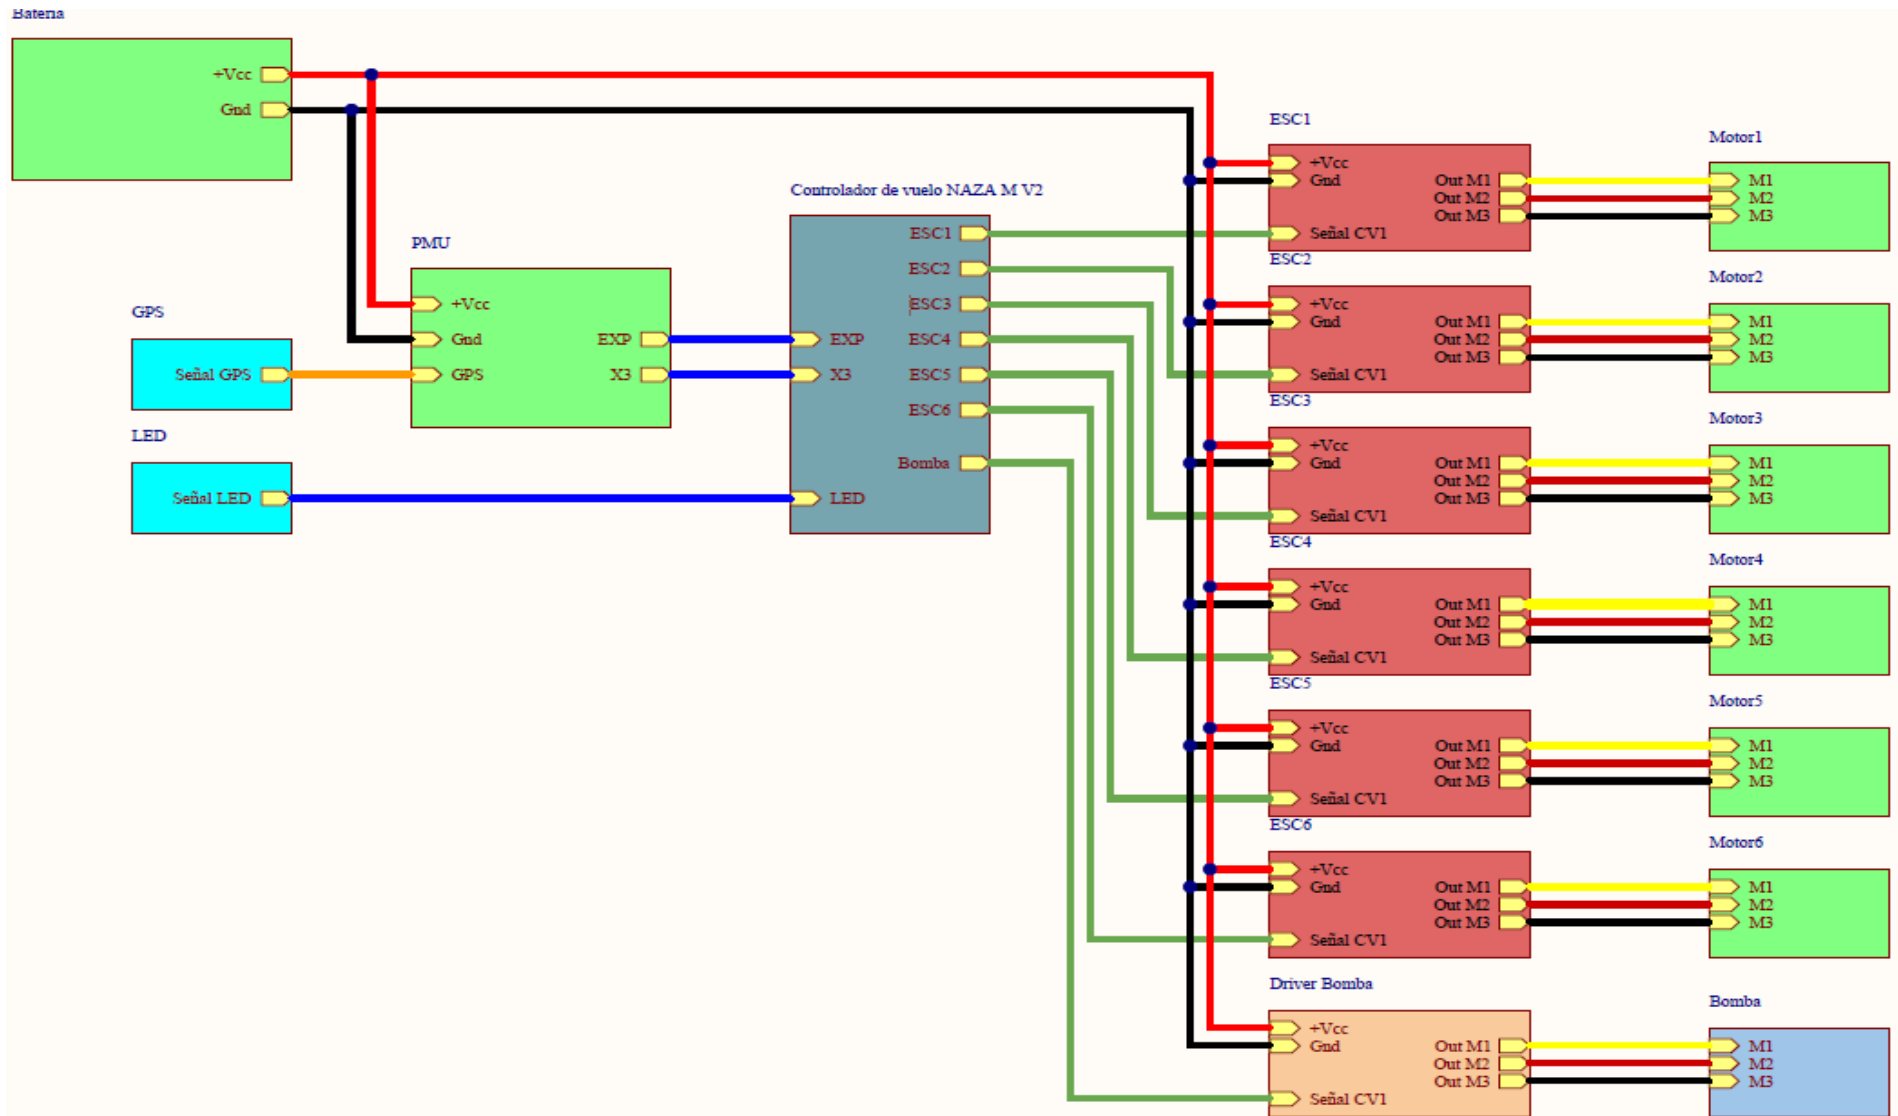 Bateria
+Vcc
Gnd
PMU
+Vcc
Gnd
GPS
EXP
X3
GPS
Señal GPS
LED
Señal LED
Controlador de vuelo NAZA M V2
EXP
X3
LED
ESC1
ESC2
ESC3
ESC4
ESC5
ESC6
Bomba
ESC1
+Vcc
Gnd
Señal CV1
Out M1
Out M2
Out M3
Motor1
M1
M2
M3
ESC2
+Vcc
Gnd
Señal CV1
Out M1
Out M2
Out M3
Motor2
M1
M2
M3
ESC3
+Vcc
Gnd
Señal CV1
Out M1
Out M2
Out M3
Motor3
M1
M2
M3
ESC4
+Vcc
Gnd
Señal CV1
Out M1
Out M2
Out M3
Motor4
M1
M2
M3
ESC5
+Vcc
Gnd
Señal CV1
Out M1
Out M2
Out M3
Motor5
M1
M2
M3
ESC6
+Vcc
Gnd
Señal CV1
Out M1
Out M2
Out M3
Motor6
M1
M2
M3
Driver Bomba
+Vcc
Gnd
Señal CV1
Out M1
Out M2
Out M3
Bomba
M1
M2
M3